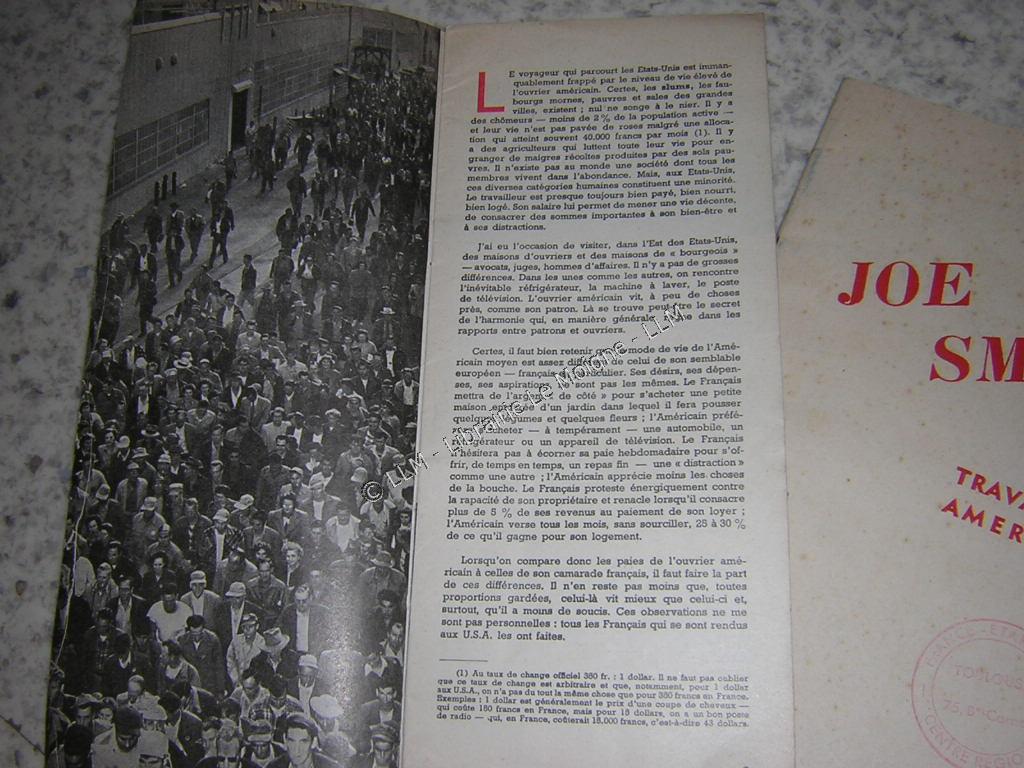 LE voyageur qui parcourt les Etats-Unis est imman-
quablement frappé par le niveau de vie élevé de
l'ouvrier américain. Certes, les slums, les fau-
bourgs mornes, pauvres et sales des grandes
villes, existent ; nul ne songe à le nier. Il y a
des chômeurs — moins de 2 % de la population active —
et leur vie n'est pas pavée de roses malgré une alloca-
tion qui atteint souvent 40.000 francs par mois (1). Il y
a des agriculteurs qui luttent toute leur vie pour en-
granger de maigres récoltes produites par des sols pau-
vres. Il n'existe pas au monde une société dont tous les
membres vivent dans l'abondance. Mais, aux Etats-Unis,
ces diverses catégories humaines constituent une minorité.
Le travailleur est presque toujours bien payé, bien nourri,
bien logé. Son salaire lui permet de mener une vie décente,
de consacrer des sommes importantes à son bien-être et
à ses distractions.
J'ai eu l'occasion de visiter, dans l'Est des Etats-Unis,
des maisons d'ouvriers et des maisons de « bourgeois »
— avocats, juges, hommes d'affaires. Il n'y a pas de grosses
différences. Dans les unes comme les autres, on rencontre
l'inévitable réfrigérateur, la machine à laver, le poste
de télévision. L'ouvrier américain vit, à peu de choses
près, comme son patron. Là se trouve peut-être le secret
de l'harmonie qui, en manière générale, dans les
rapports entre patrons et ouvriers.
Certes, il faut bien retenir mode de vie de l'Amé-
ricain moyen est assez différent de celui de son semblable
européen — français en particulier. Ses désirs, ses dépen-
ses, ses aspirations, ne sont pas les mêmes. Le Français
mettra de l'argent « de côté » pour s'acheter une petite
maison d'un jardin dans lequel il fera pousser
quelques légumes et quelques fleurs ; l'Américain préfé-
acheter — à tempérament — une automobile, un
réfrigérateur ou un appareil de télévision. Le Français
n'hésitera pas à écorner sa paie hebdomadaire pour s'of-
frir, de temps en temps, un repas fin — une « distraction »
comme une autre ; l'Américain apprécie moins les choses
de la bouche. Le Français proteste énergiquement contre
la rapacité de son propriétaire et renacle lorsqu'il consacre
plus de 5 % de ses revenus au paiement de son loyer ;
l'Américain verse tous les mois, sans sourciller, 25 à 30 %
de ce qu'il gagne pour son logement.
Lorsqu'on compare donc les paies de l'ouvrier amé-
ricain à celles de son camarade français, il faut faire la part
de ces différences. Il n'en reste pas moins que, toutes
proportions gardées, celui-là vit mieux que celui-ci et,
surtout, qu'il a moins de soucis. Ces observations ne me
sont pas personnelles : tous les Français qui se sont rendus
aux U.S.A. les ont faites.
(1) Au taux de change officiel 380 fr. : 1 dollar. Il ne faut pas oublier
que ce taux de change est arbitraire et que, notamment, pour 1 dollar
aux U.S.A., on n'a pas du tout la même chose que pour 380 francs en France.
Exemples : 1 dollar est généralement le prix d'une coupe de cheveux —
qui coûte 180 francs en France, mais pour 18 dollars, on a un bon poste
de radio — qui, en France, coûterait 18.000 francs, c'est-à-dire 43 dollars.
© LLM - Librairie Le Moigne - LLM
JOE
SM
TRAV
AMER